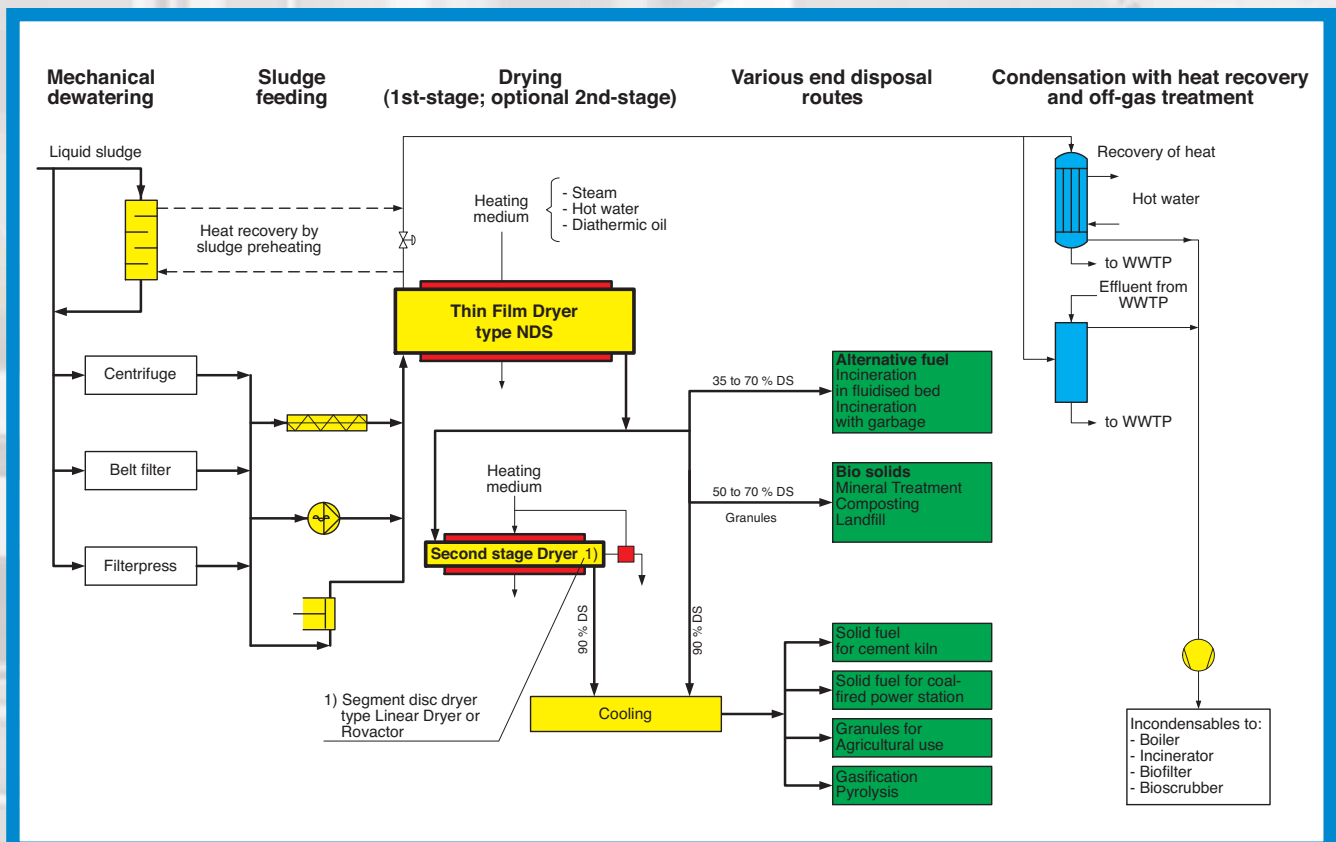 Mechanical
dewatering
Sludge
feeding
Drying
(1st-stage; optional 2nd-stage)
Various end disposal
routes
Condensation with heat recovery
and off-gas treatment
Liquid sludge
Heat recovery by
sludge preheating
Heating
medium
- Steam
- Hot water
- Diathermic oil
Recovery of heat
Hot water
to WWTP
Effluent from
WWTP
to WWTP
Thin Film Dryer
type NDS
Centrifuge
Belt filter
Filterpress
35 to 70 % DS
Alternative fuel
Incineration
in fluidised bed
Incineration
with garbage
50 to 70 % DS
Granules
Bio solids
Mineral Treatment
Composting
Landfill
Heating
medium
Second stage Dryer 1)
90 % DS
90 % DS
1) Segment disc dryer
type Linear Dryer or
Rovactor
Cooling
Solid fuel
for cement kiln
Solid fuel for coal-
fired power station
Granules for
Agricultural use
Gasification
Pyrolysis
Incondensables to:
- Boiler
- Incinerator
- Biofilter
- Bioscrubber